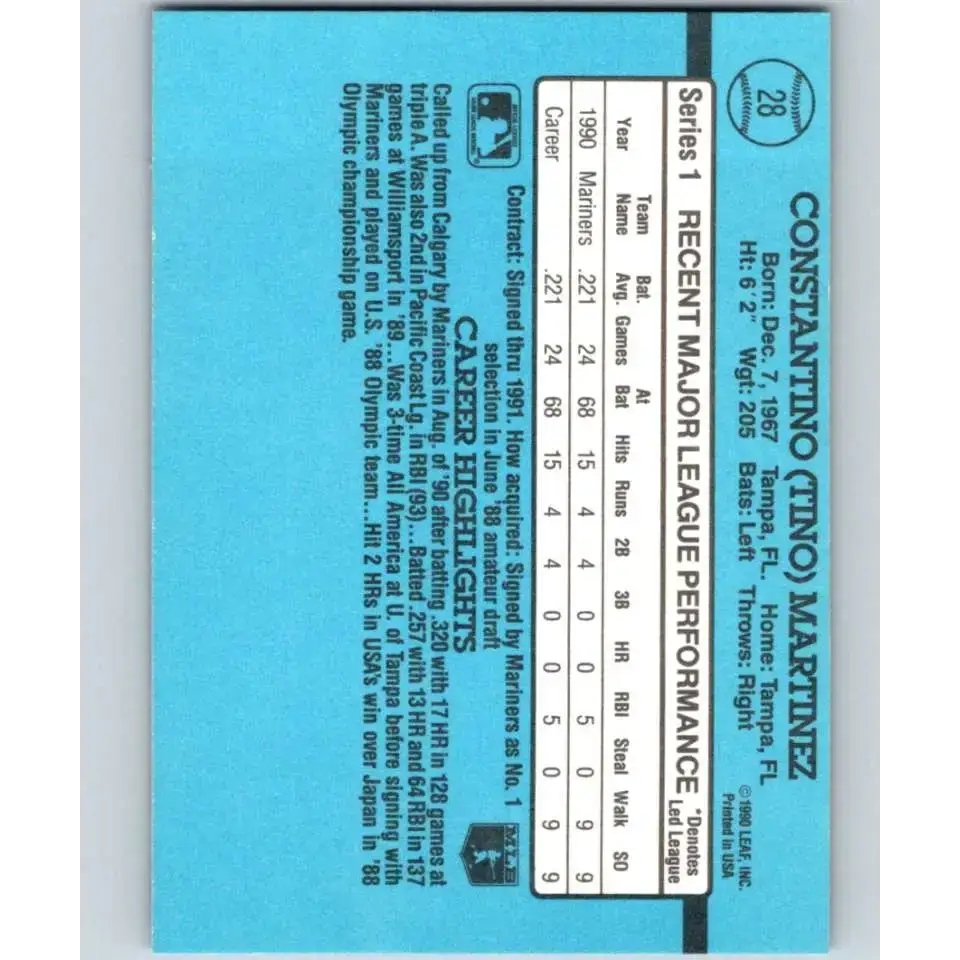 28
CONSTANTINO (TINO) MARTINEZ
Born: Dec. 7, 1967 Tampa, FL. Home: Tampa, FL
Ht: 6'2" Wgt: 205 Bats: Left Throws: Right
©1990 LEAF, INC.
Printed in USA
Series 1 RECENT MAJOR LEAGUE PERFORMANCE *Denotes Led League
Year Team Name Bat. Avg. Games At Bat Hits Runs 2B 3B HR RBI Steal Walk SO
1990 Mariners .221 24 68 15 4 4 0 0 5 0 9 9
Career .221 24 68 15 4 4 0 0 5 0 9 9
Contract: Signed thru 1991. How acquired: Signed by Mariners as No. 1
selection in June '88 amateur draft
MLB
CAREER HIGHLIGHTS
Called up from Calgary by Mariners in Aug. of '90 after batting .320 with 17 HR in 128 games at
triple A. Was also 2nd in Pacific Coast Lg. in RBI (93)...Batted .257 with 13 HR and 64 RBI in 137
games at Williamsport in '89...Was 3-time All America at U. of Tampa before signing with
Mariners and played on U.S. '88 Olympic team...Hit 2 HRs in USA's win over Japan in '88
Olympic championship game.